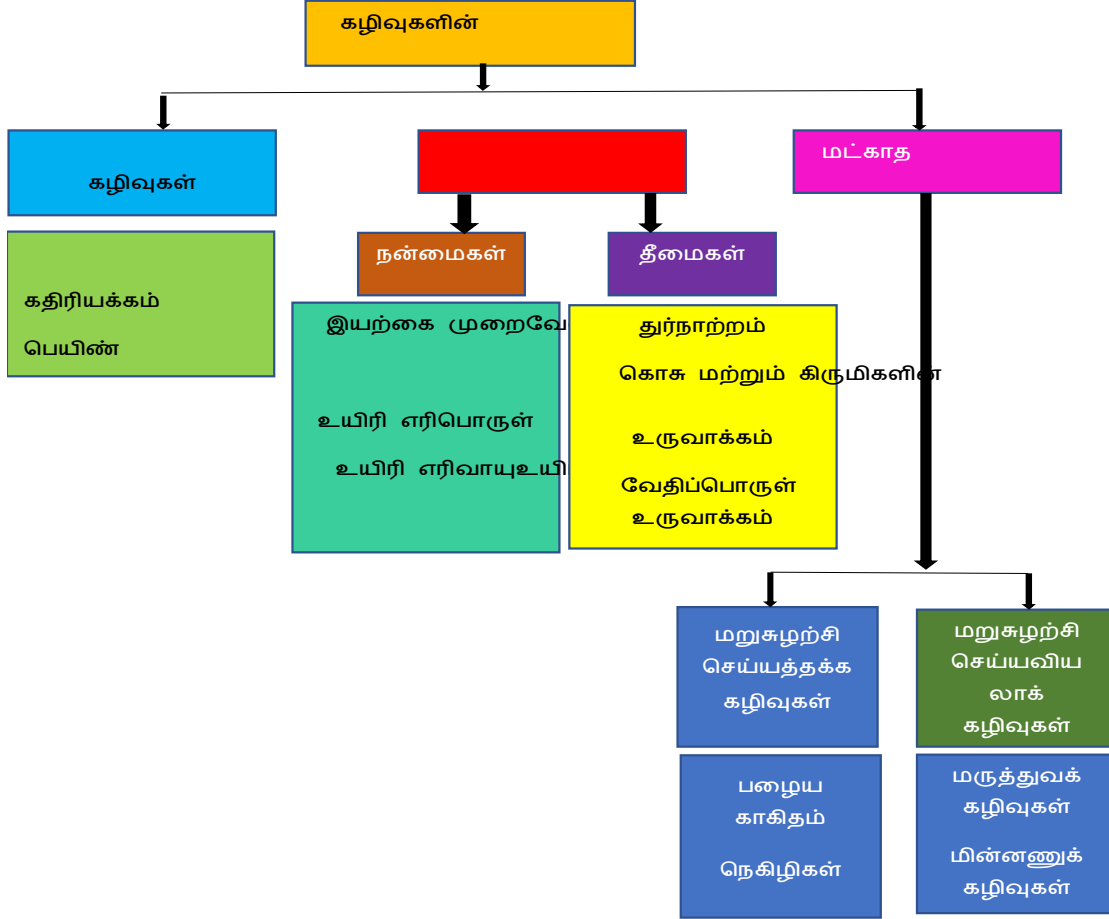 கழிவுகளின்
கழிவுகள்
மட்காத
கதிரியக்கம்
பெயிண்
நன்மைகள்
தீமைகள்
இயற்கை முறைவே
உயிரி எரிபொருள்
உயிரி எரிவாயுஉயி
துர்நாற்றம்
கொசு மற்றும் கிருமிகளின்
உருவாக்கம்
வேதிப்பொருள்
உருவாக்கம்
மறுசுழற்சி
செய்யத்தக்க
கழிவுகள்
மறுசுழற்சி
செய்யவிய
லாக்
கழிவுகள்
பழைய
காகிதம்
நெகிழிகள்
மருத்துவக்
கழிவுகள்
மின்னணுக்
கழிவுகள்